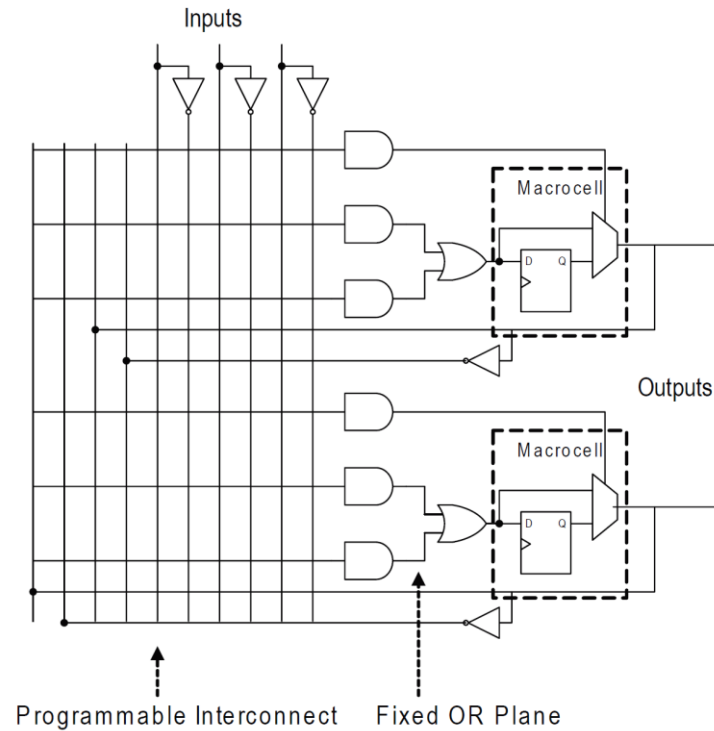 Inputs
Macrocell
D Q
Outputs
Macrocell
D Q
Programmable Interconnect Fixed OR Plane